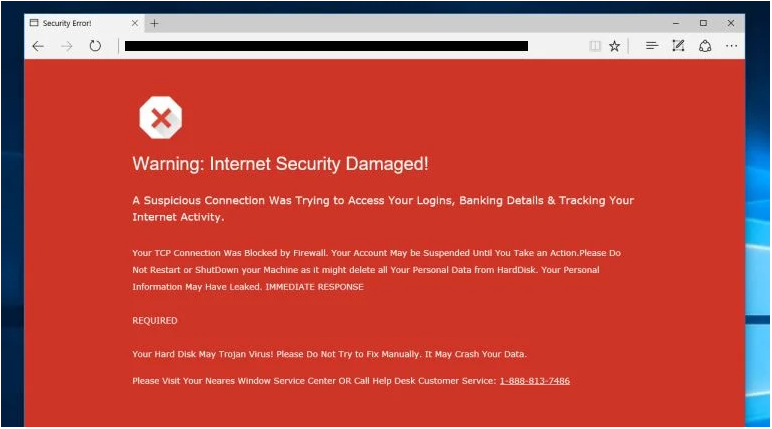 Security Error!
Warning: Internet Security Damaged!
A Suspicious Connection Was Trying to Access Your Logins, Banking Details & Tracking Your
Internet Activity.
Your TCP Connection Was Blocked by Firewall. Your Account May be Suspended Until You Take an Action.Please Do
Not Restart or ShutDown your Machine as it might delete all Your Personal Data from HardDisk. Your Personal
Information May Have Leaked. IMMEDIATE RESPONSE
REQUIRED
Your Hard Disk May Trojan Virus! Please Do Not Try to Fix Manually. It May Crash Your Data.
Please Visit Your Neares Window Service Center OR Call Help Desk Customer Service: 1-888-813-7486